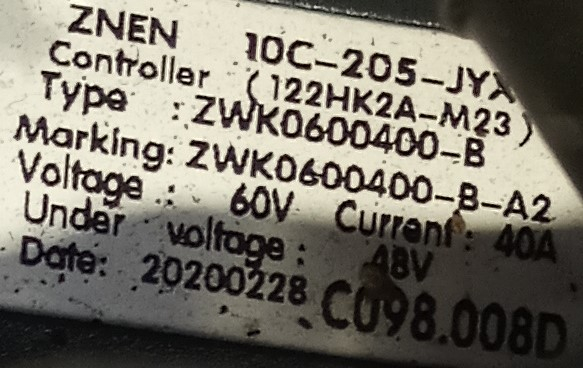 ZNEN 10C-205-JYX
Controller (122HK2A-M23)
Type : ZWK0600400-B
Marking: ZWK0600400-B-A2
Voltage : 60V Current: 40A
Under voltage : 48V
Date: 20200228 C098.008D